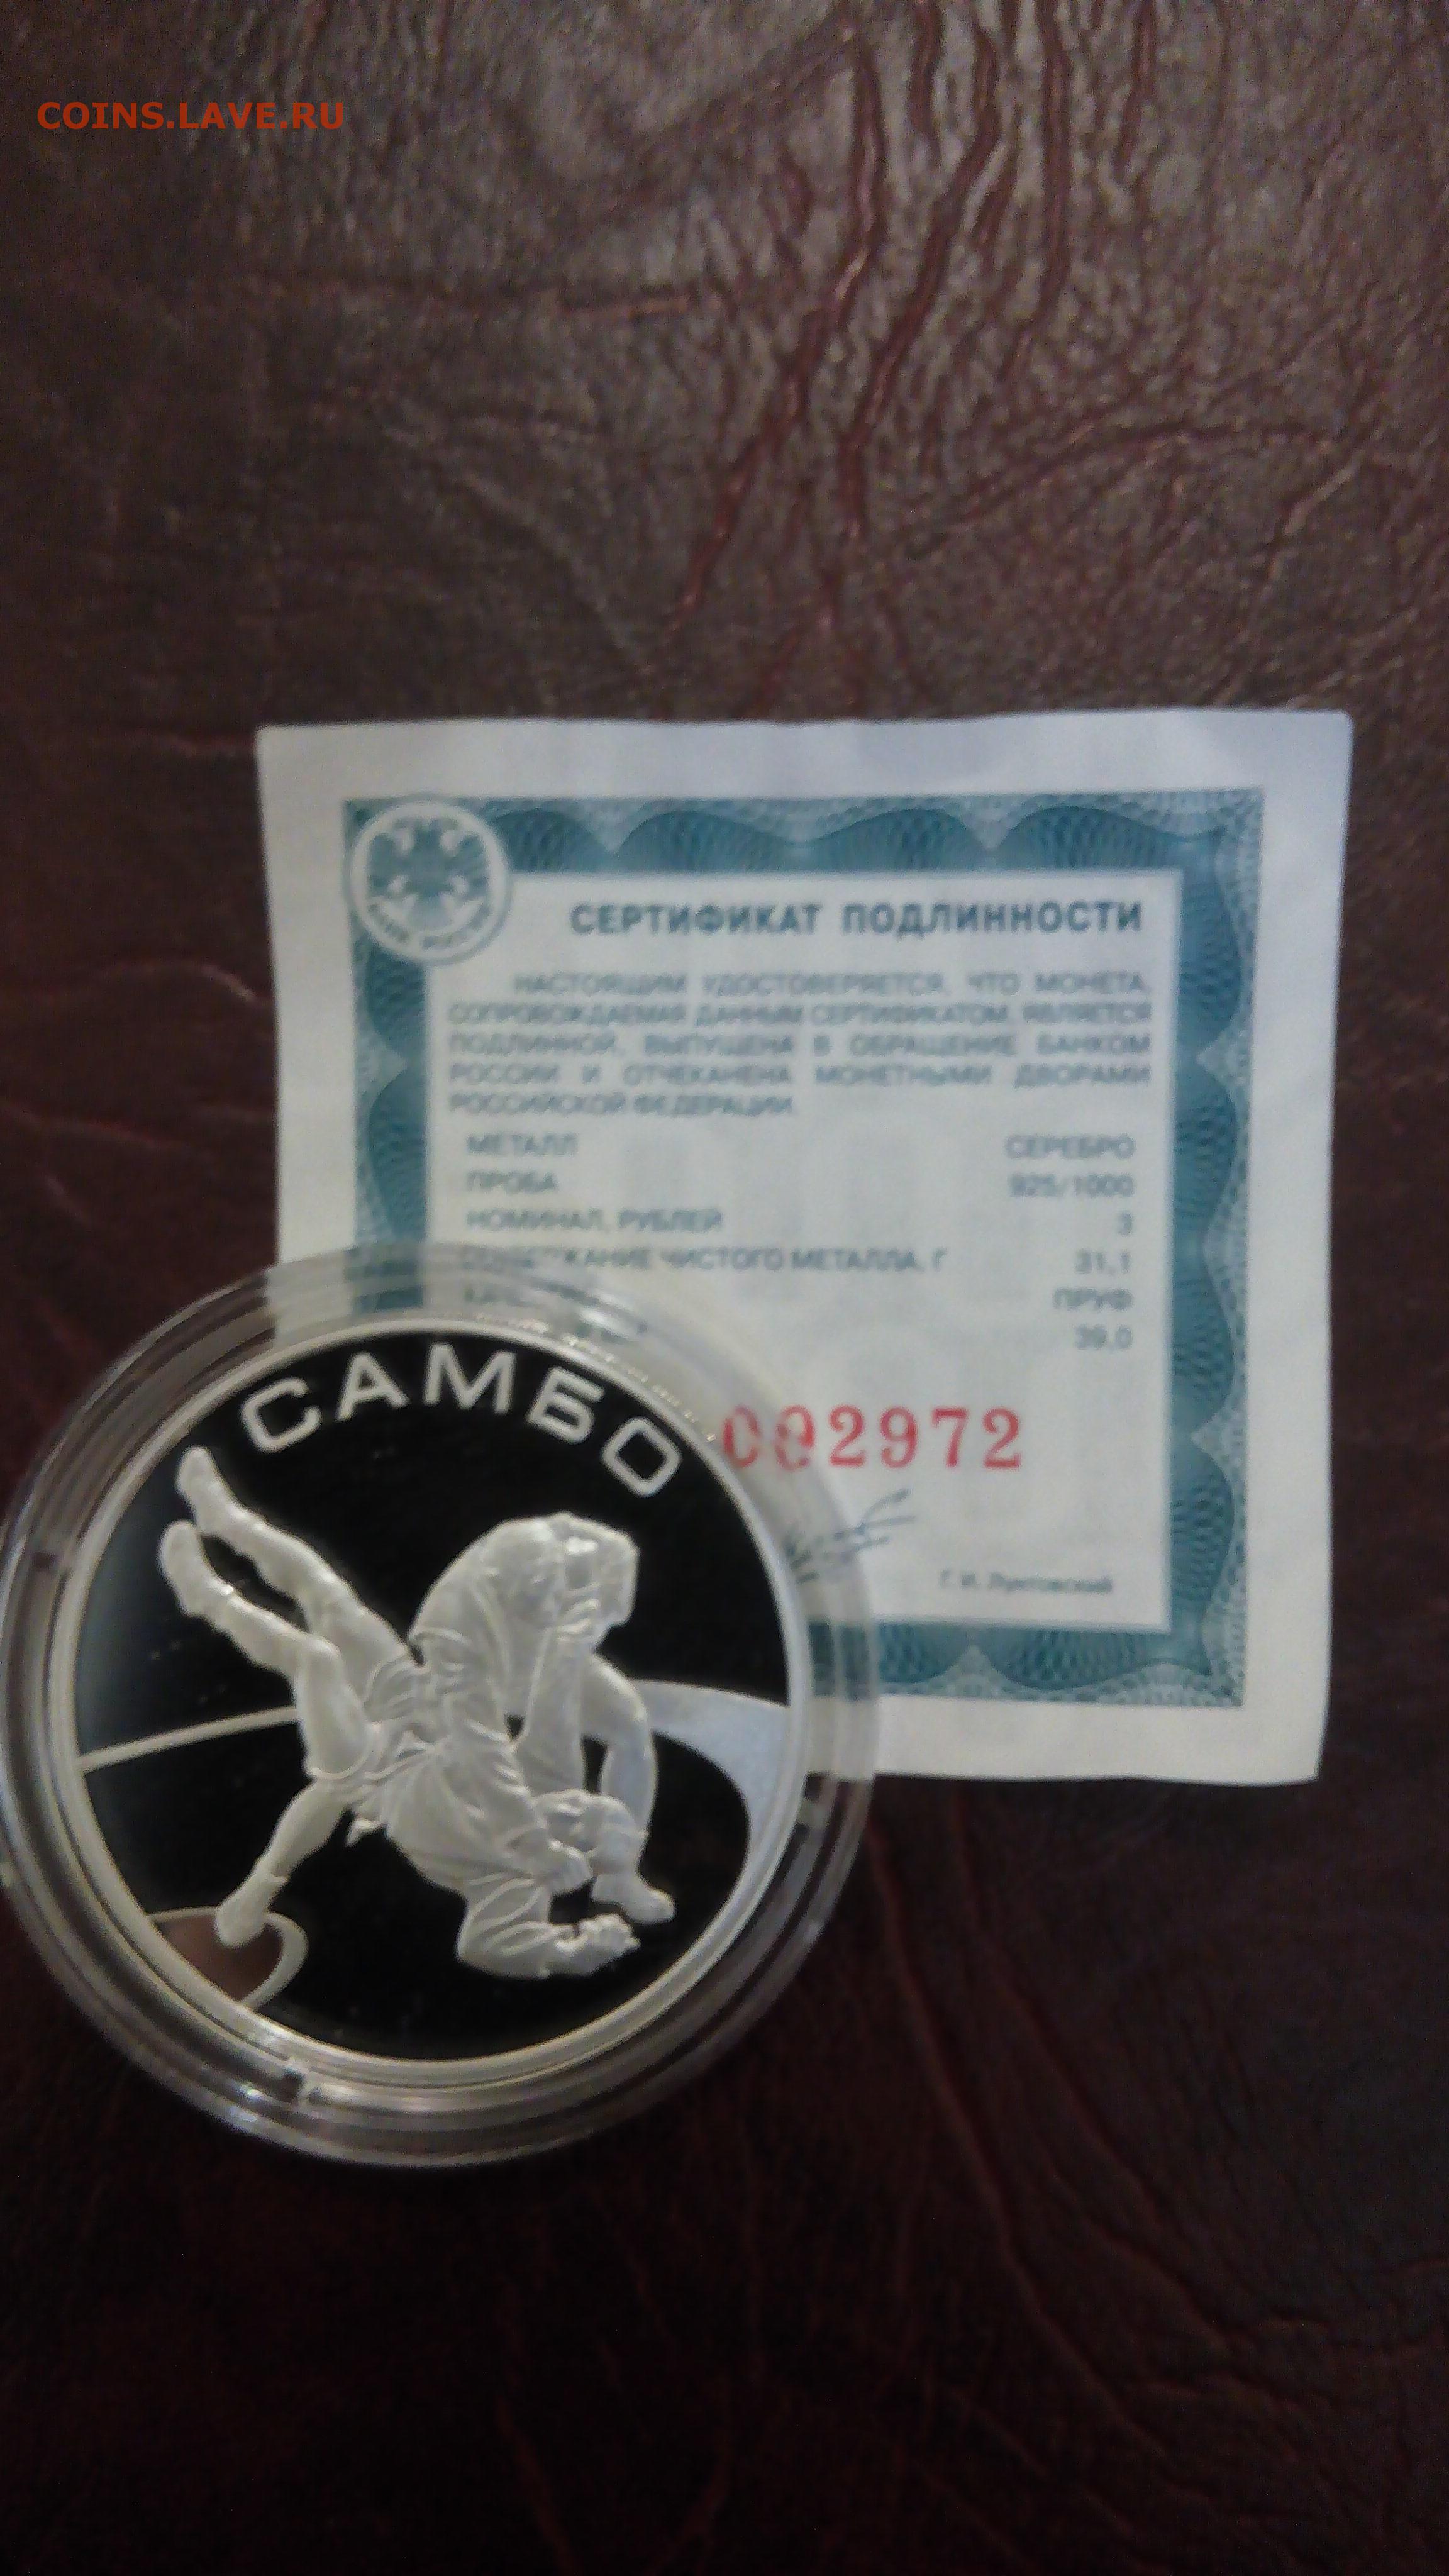 COINS.LAVE.RU
СЕРТИФИКАТ ПОДЛИННОСТИ
НАСТОЯЩИМ УДОСТОВЕРЯЕТСЯ, ЧТО МОНЕТА,
СОПРОВОЖДАЕМАЯ ДАННЫМ СЕРТИФИКАТОМ, ЯВЛЯЕТСЯ
ПОДЛИННОЙ, ВЫПУЩЕНА В ОБРАЩЕНИЕ БАНКОМ
РОССИИ И ОТЧЕКАНЕНА МОНЕТНЫМИ ДВОРАМИ
РОССИЙСКОЙ ФЕДЕРАЦИИ.
МЕТАЛЛ СЕРЕБРО
ПРОБА 925/1000
НОМИНАЛ, РУБЛЕЙ 3
ЧИСТОГО МЕТАЛЛА, Г 31,1
ПРУФ
39,0
2972
Г. И. Лунтовский
САМБО